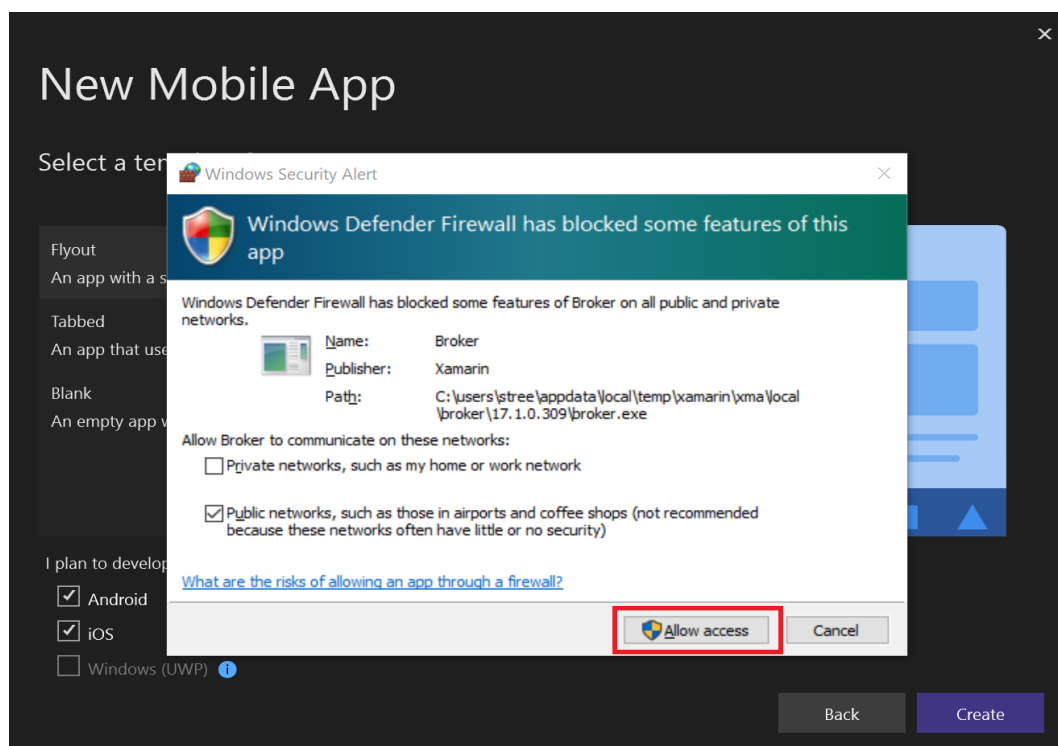 New Mobile App
Select a
Windows Security Alert
Windows Defender Firewall has blocked some features of this
app
Windows Defender Firewall has blocked some features of Broker on all public and private
networks.
Name: Broker
Publisher: Xamarin
Path: C:\users\stree\appdata\local\temp\xamarin\xma\local
\broker\17.1.0.309\broker.exe
Allow Broker to communicate on these networks:
Private networks, such as my home or work network
Public networks, such as those in airports and coffee shops (not recommended
because these networks often have little or no security)
What are the risks of allowing an app through a firewall?
Allow access Cancel
Flyout
An app with a s
Tabbed
An app that use
Blank
An empty app
I plan to develop
Android
iOS
Windows (UWP)
Back Create